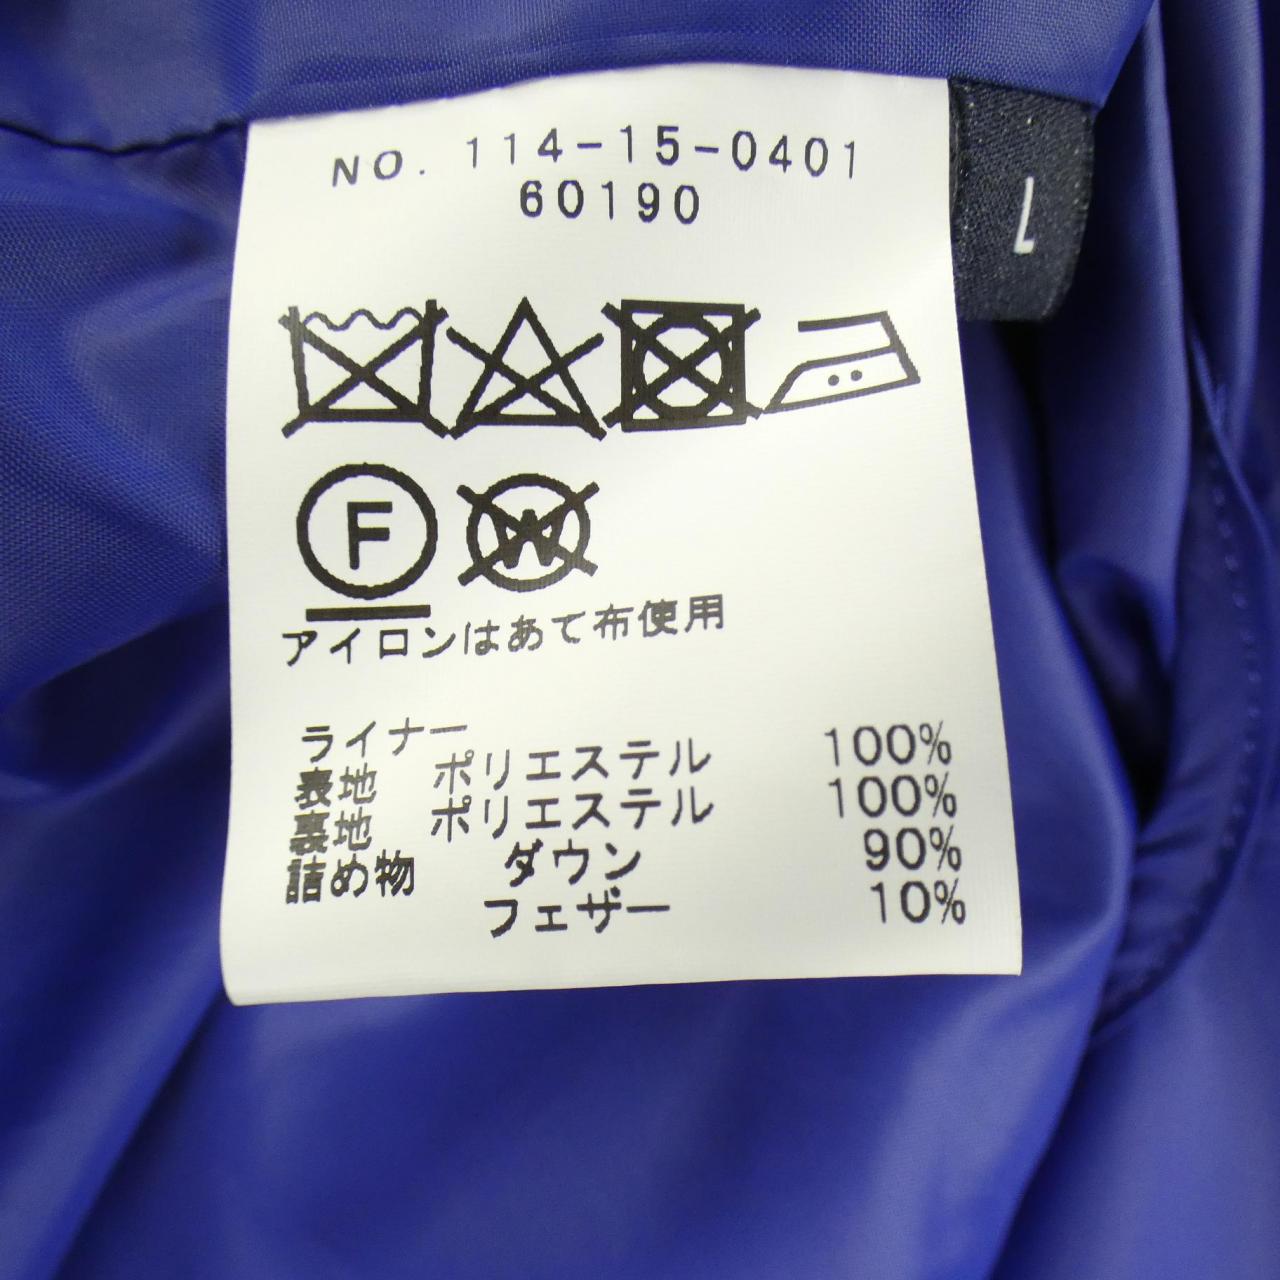 NO. 114-15-0401
60190
1
F
W
アイロンはあて布使用
ライナー
表地 ポリエステル 100%
裏地 ポリエステル 100%
詰め物 ダウン 90%
フェザー 10%